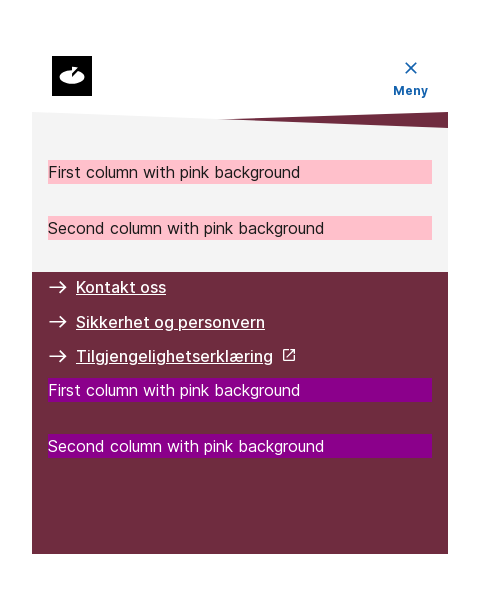 Meny
First column with pink background
Second column with pink background
Kontakt oss
Sikkerhet og personvern
Tilgjengelighetserklæring
First column with pink background
Second column with pink background